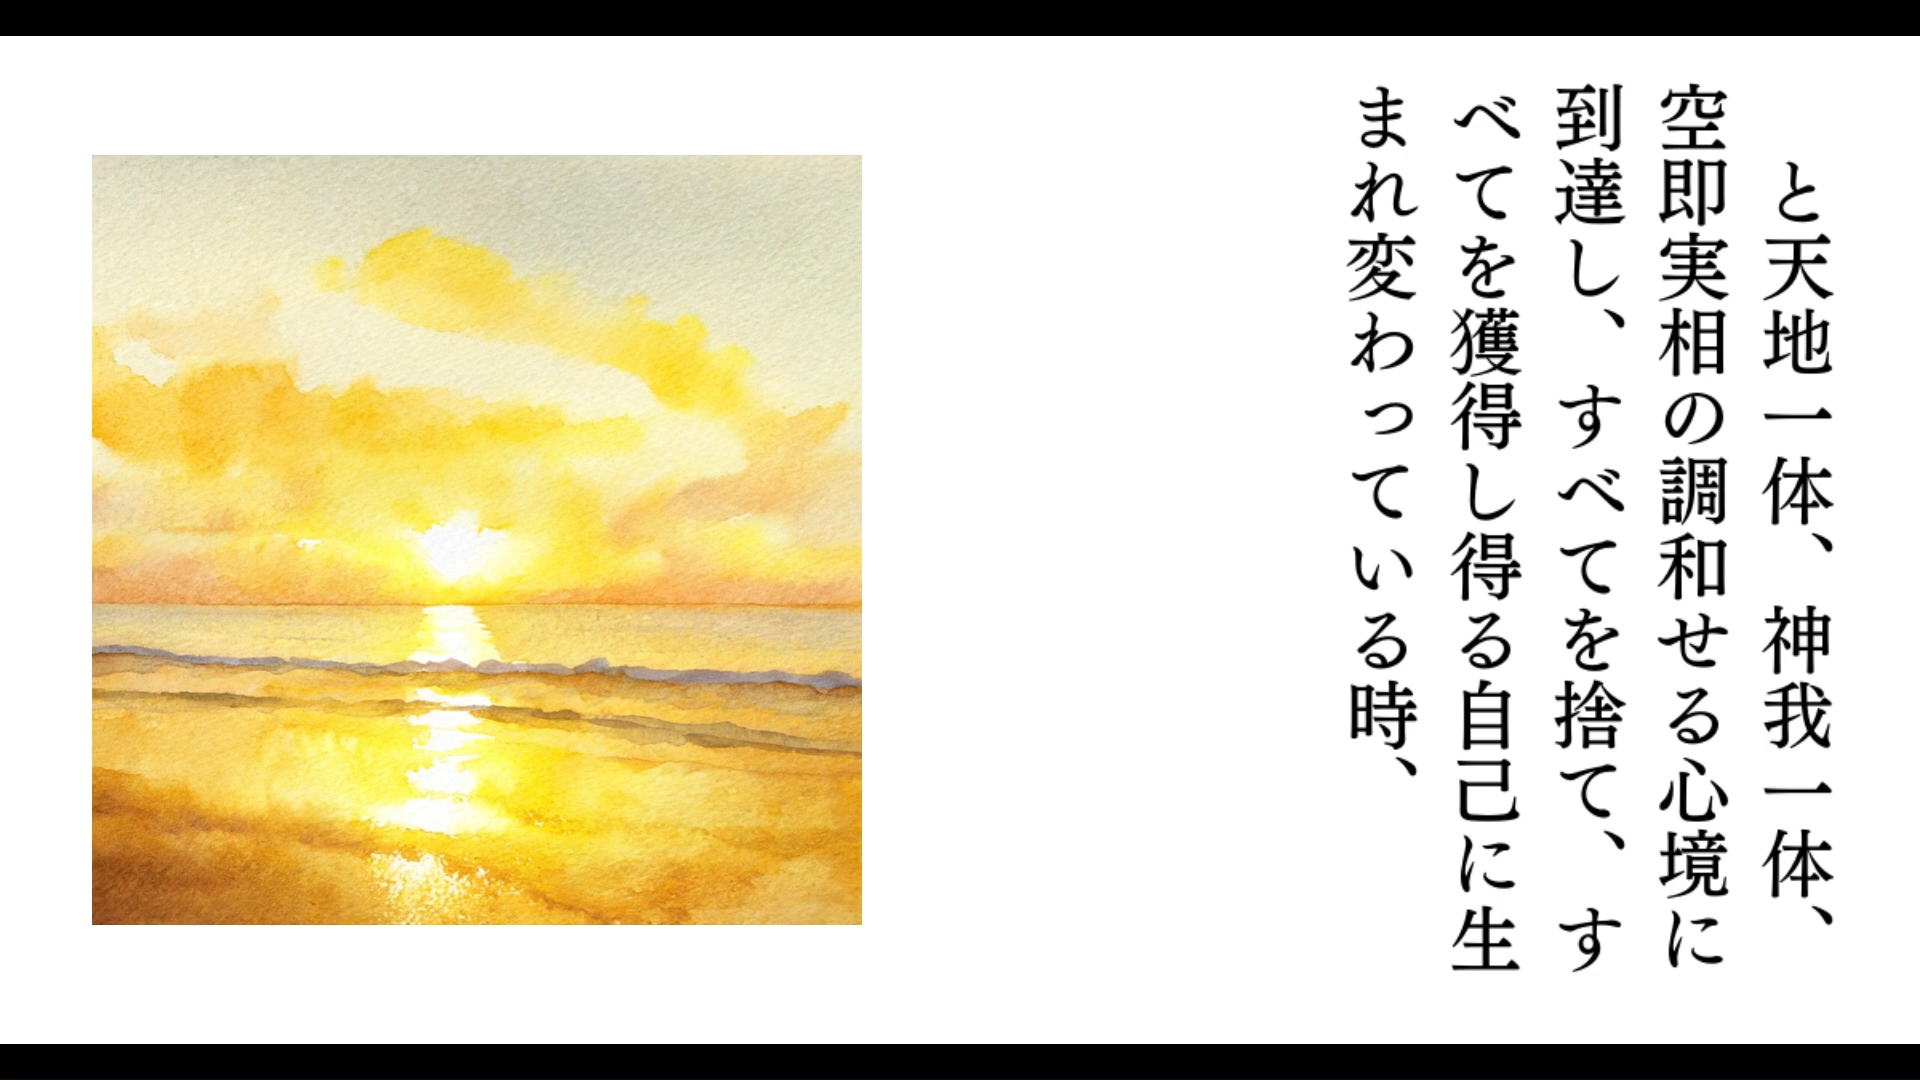 と天地一体、神我一体、
空即実相の調和せる心境に
到達し、すべてを捨て、す
べてを獲得し得る自己に生
まれ変わっている時、